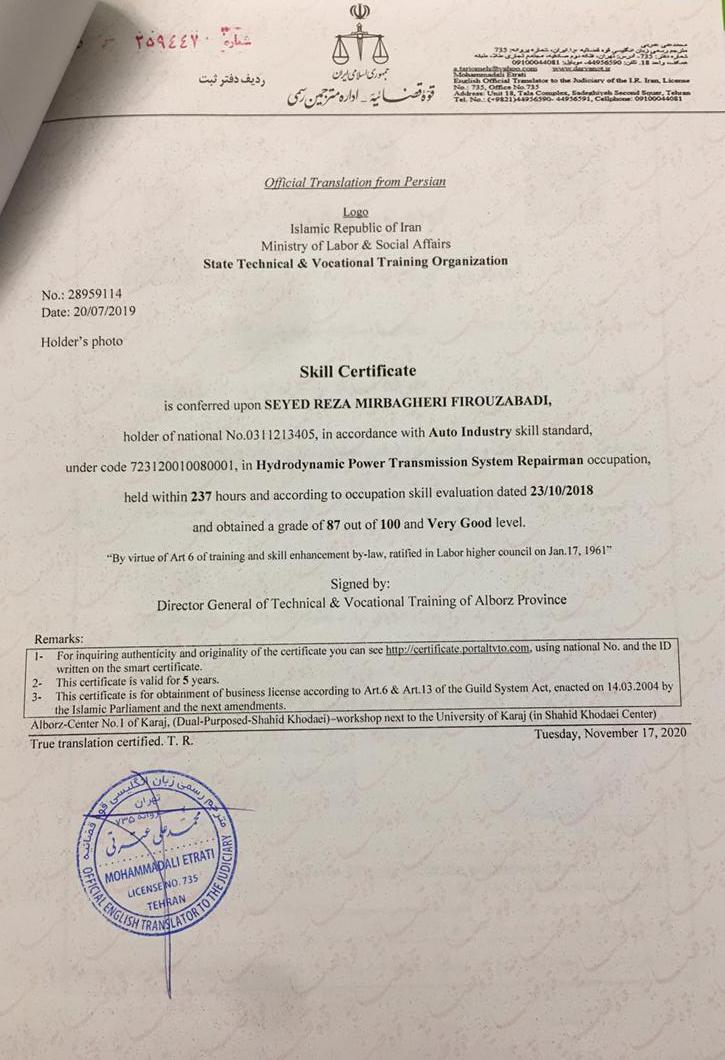 شماره ۲۵۹٤٤٧۰
ردیف دفتر ثبت
جمهوری اسلامی ایران
قوه قضائیه - اداره مترجمین رسمی
Mohammadali Etrati
English Official Translator to the Judiciary of the I.R. Iran, License
No.: 735, Office No.735
Address: Unit 18, Tala Complex, Sadeghiyeh Second Squer, Tehran
Tel. No.: (+9821)44956590- 44956591, Cellphone: 09100044081
Official Translation from Persian
Logo
Islamic Republic of Iran
Ministry of Labor & Social Affairs
State Technical & Vocational Training Organization
No.: 28959114
Date: 20/07/2019
Holder's photo
Skill Certificate
is conferred upon SEYED REZA MIRBAGHERI FIROUZABADI,
holder of national No.0311213405, in accordance with Auto Industry skill standard,
under code 723120010080001, in Hydrodynamic Power Transmission System Repairman occupation,
held within 237 hours and according to occupation skill evaluation dated 23/10/2018
and obtained a grade of 87 out of 100 and Very Good level.
“By virtue of Art 6 of training and skill enhancement by-law, ratified in Labor higher council on Jan.17, 1961”
Signed by:
Director General of Technical & Vocational Training of Alborz Province
Remarks:
1- For inquiring authenticity and originality of the certificate you can see http://certificate.portaltvto.com, using national No. and the ID
written on the smart certificate.
2- This certificate is valid for 5 years.
3- This certificate is for obtainment of business license according to Art.6 & Art.13 of the Guild System Act, enacted on 14.03.2004 by
the Islamic Parliament and the next amendments.
Alborz-Center No.1 of Karaj, (Dual-Purposed-Shahid Khodaei)–workshop next to the University of Karaj (in Shahid Khodaei Center)
True translation certified. T. R.
Tuesday, November 17, 2020
مترجم رسمی زبان انگلیسی قوه قضائیه
تهران
پروانه ۷۳۵
محمدعلی عترتی
MOHAMMADALI ETRATI
LICENSE NO. 735
TEHRAN
OFFICIAL ENGLISH TRANSLATOR TO THE JUDICIARY